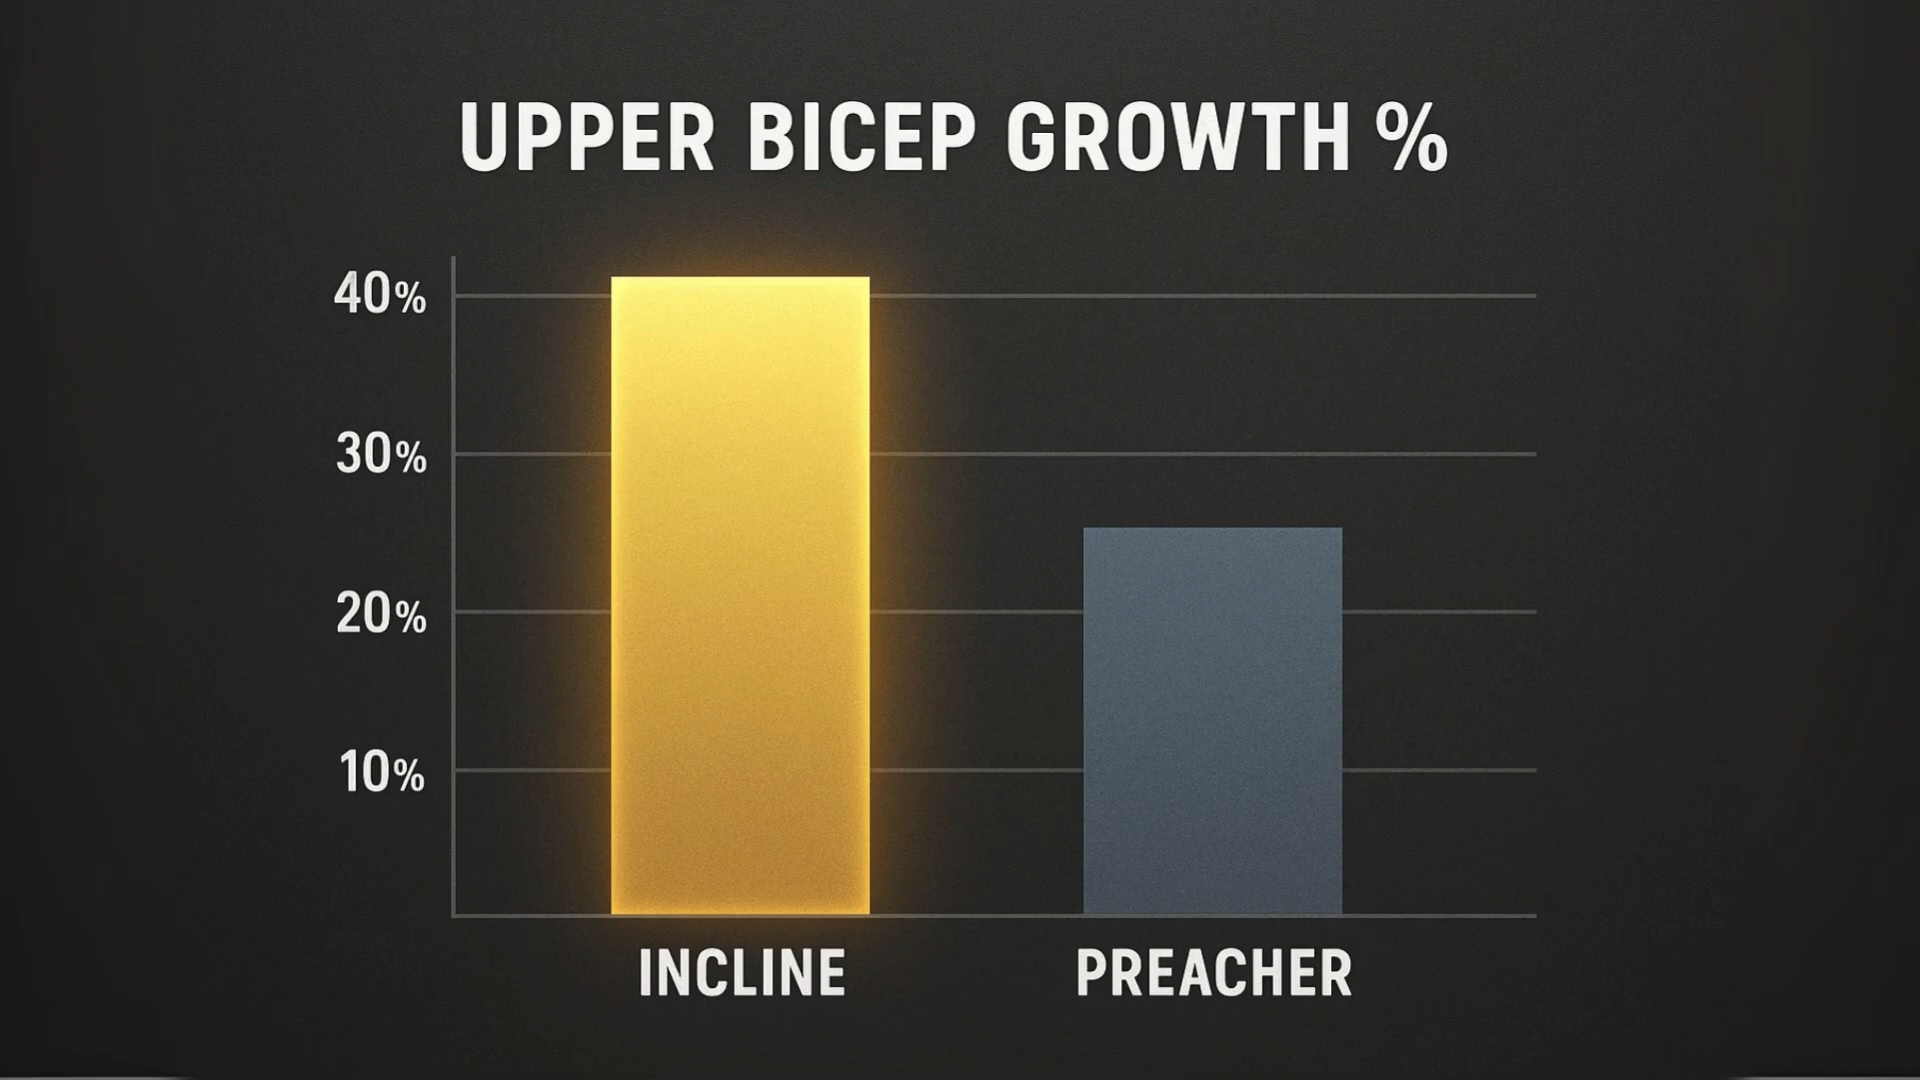 UPPER BICEP GROWTH %
40%
30%
20%
10%
INCLINE
PREACHER